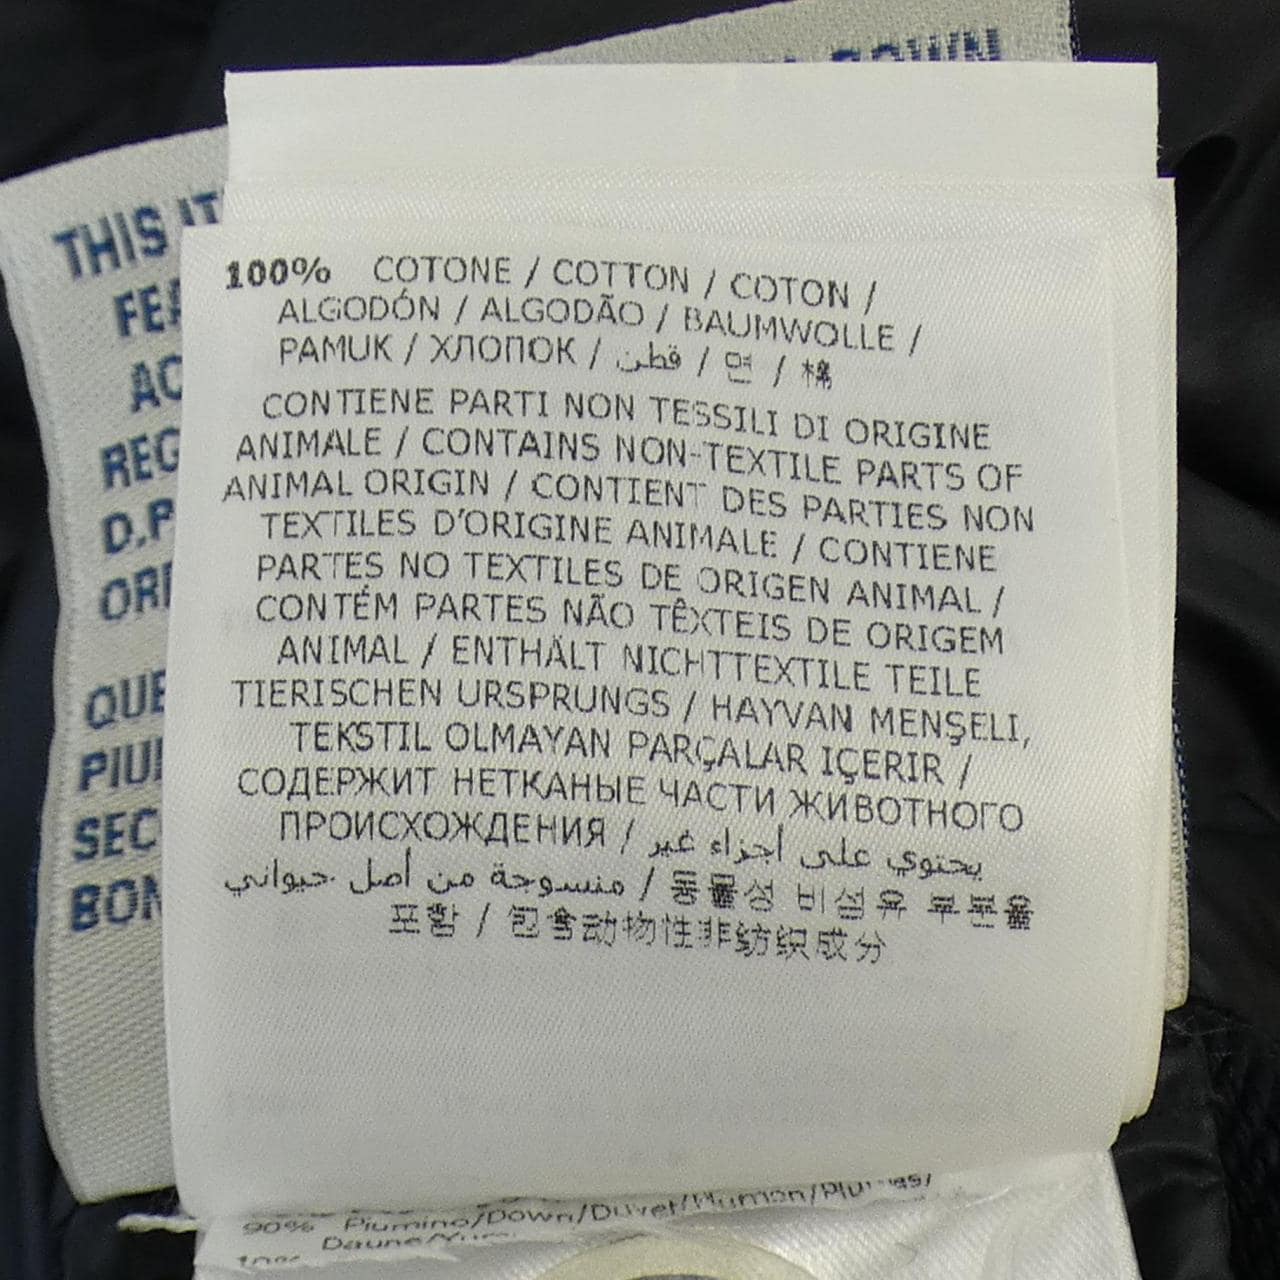 DOWN
THIS IT
FEA
AC
REG
D.P
ORI
QUE
PIUI
SEC
BON
100% COTONE / COTTON / COTON /
ALGODÓN / ALGODÃO / BAUMWOLLE /
PAMUK / ХЛОПОК / قطن / 면 / 棉
CONTIENE PARTI NON TESSILI DI ORIGINE
ANIMALE / CONTAINS NON-TEXTILE PARTS OF
ANIMAL ORIGIN / CONTIENT DES PARTIES NON
TEXTILES D'ORIGINE ANIMALE / CONTIENE
PARTES NO TEXTILES DE ORIGEN ANIMAL /
CONTÉM PARTES NÃO TÊXTEIS DE ORIGEM
ANIMAL / ENTHÄLT NICHTTEXTILE TEILE
TIERISCHEN URSPRUNGS / HAYVAN MENŞELI,
TEKSTIL OLMAYAN PARÇALAR IÇERIR /
СОДЕРЖИТ НЕТКАНЫЕ ЧАСТИ ЖИВОТНОГО
ПРОИСХОЖДЕНИЯ / يحتوي على أجزاء غير
منسوجة من أصل حيواني / 동물성 비섬유 부분을
포함 / 包含动物性非纺织成分
90% Piumino/Down/Duvet/Plumon/
10%